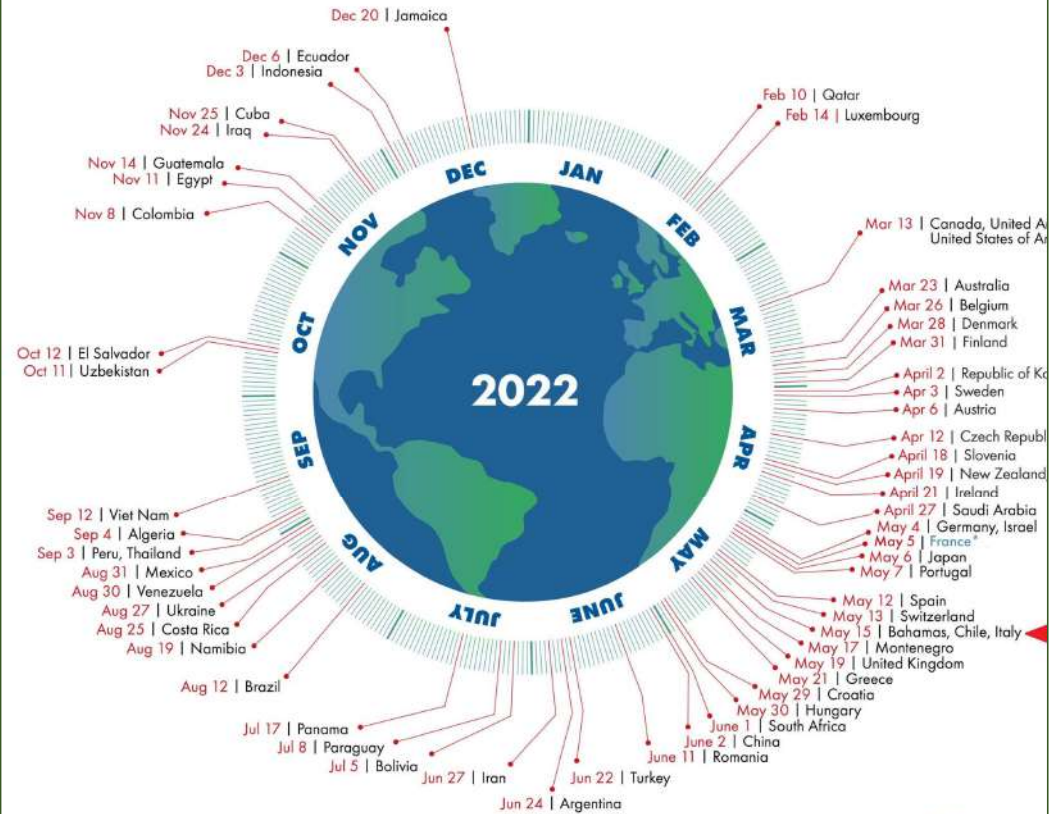 Dec 20 | Jamaica
Dec 6 | Ecuador
Dec 3 | Indonesia
Nov 25 | Cuba
Nov 24 | Iraq
Nov 14 | Guatemala
Nov 11 | Egypt
Nov 8 | Colombia
Oct 12 | El Salvador
Oct 11 | Uzbekistan
Sep 12 | Viet Nam
Sep 4 | Algeria
Sep 3 | Peru, Thailand
Aug 31 | Mexico
Aug 30 | Venezuela
Aug 27 | Ukraine
Aug 25 | Costa Rica
Aug 19 | Namibia
Aug 12 | Brazil
Jul 17 | Panama
Jul 8 | Paraguay
Jul 5 | Bolivia
Jun 27 | Iran
Jun 24 | Argentina
Jun 22 | Turkey
Feb 10 | Qatar
Feb 14 | Luxembourg
Mar 13 | Canada, United A
United States of Am
Mar 23 | Australia
Mar 26 | Belgium
Mar 28 | Denmark
Mar 31 | Finland
April 2 | Republic of Ko
Apr 3 | Sweden
Apr 6 | Austria
Apr 12 | Czech Republ
April 18 | Slovenia
April 19 | New Zealand,
April 21 | Ireland
April 27 | Saudi Arabia
May 4 | Germany, Israel
May 5 | France*
May 6 | Japan
May 7 | Portugal
May 12 | Spain
May 13 | Switzerland
May 15 | Bahamas, Chile, Italy
May 17 | Montenegro
May 19 | United Kingdom
May 21 | Greece
May 29 | Croatia
May 30 | Hungary
June 1 | South Africa
June 2 | China
June 11 | Romania
JAN
FEB
MAR
APR
MAY
JUNE
JULY
AUG
SEP
OCT
NOV
DEC
2022